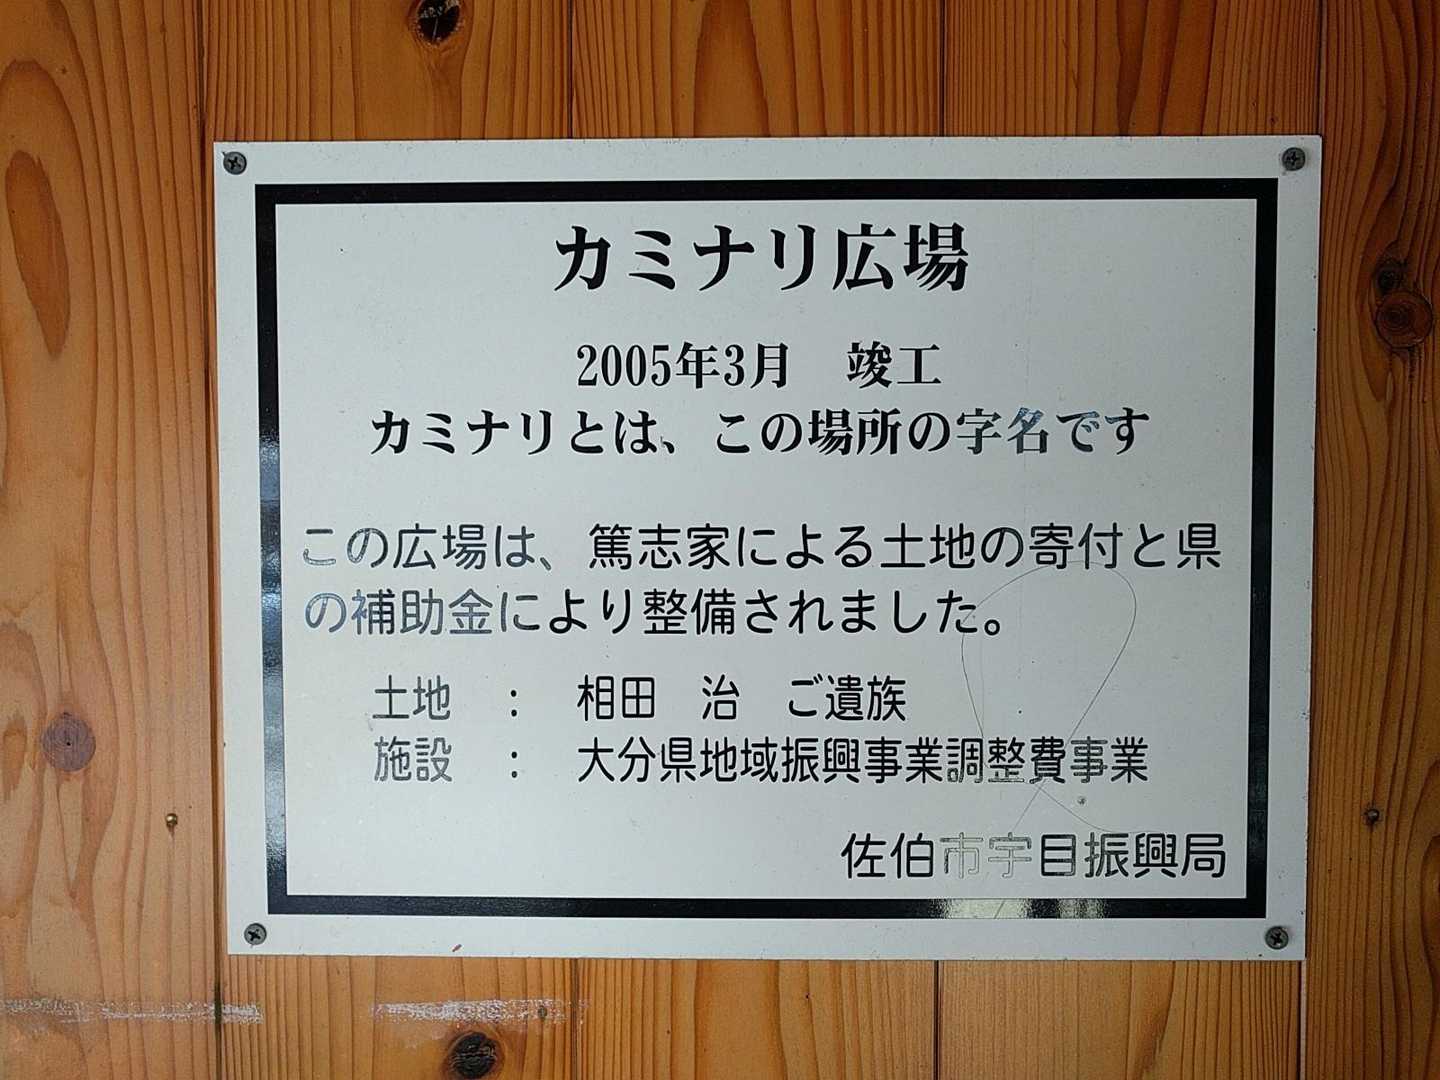 カミナリ広場
2005年3月　竣工
カミナリとは、この場所の字名です
この広場は、篤志家による土地の寄付と県
の補助金により整備されました。
土地　：　相田　治　ご遺族
施設　：　大分県地域振興事業調整費事業
佐伯市宇目振興局